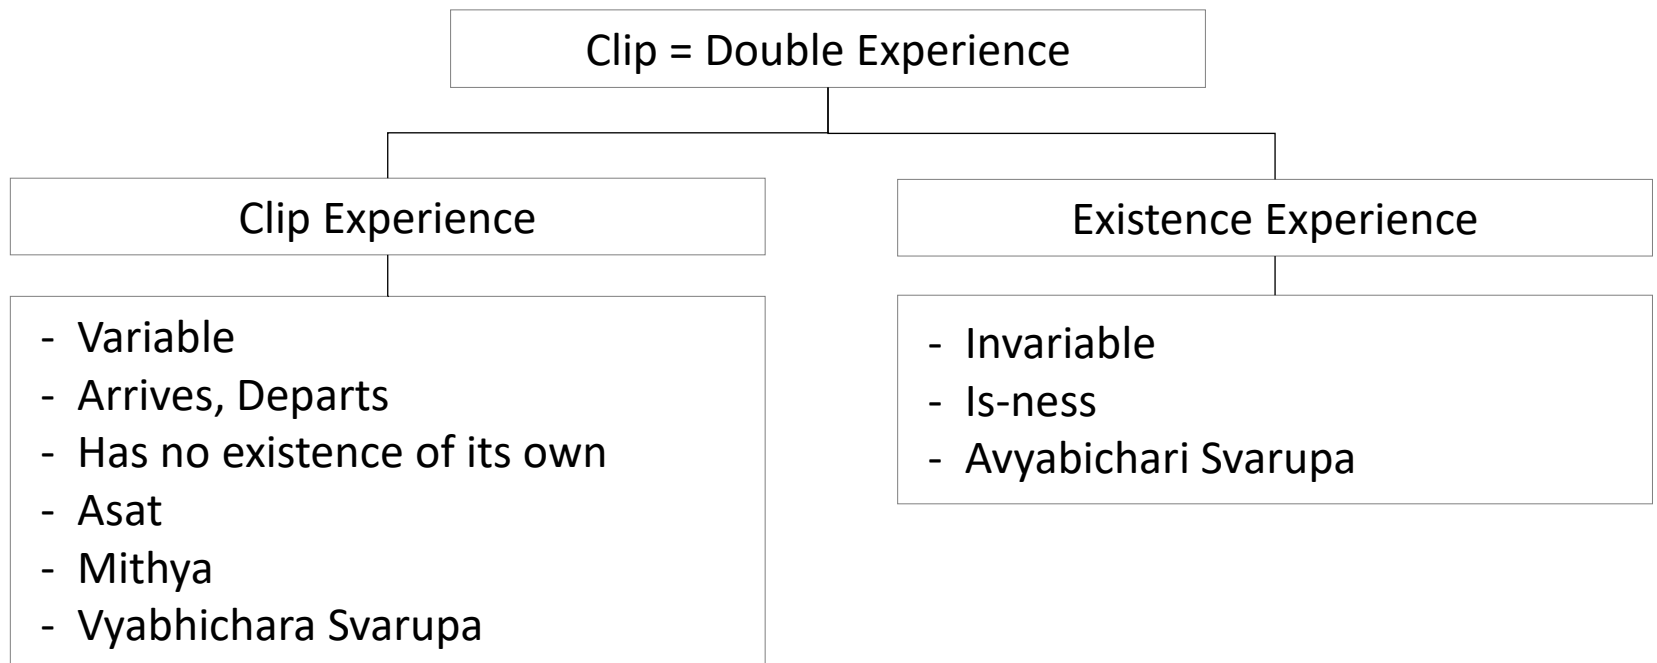 Clip = Double Experience
Clip Experience
- Variable
- Arrives, Departs
- Has no existence of its own
- Asat
- Mithya
- Vyabhichara Svarupa
Existence Experience
- Invariable
- Is-ness
- Avyabichari Svarupa